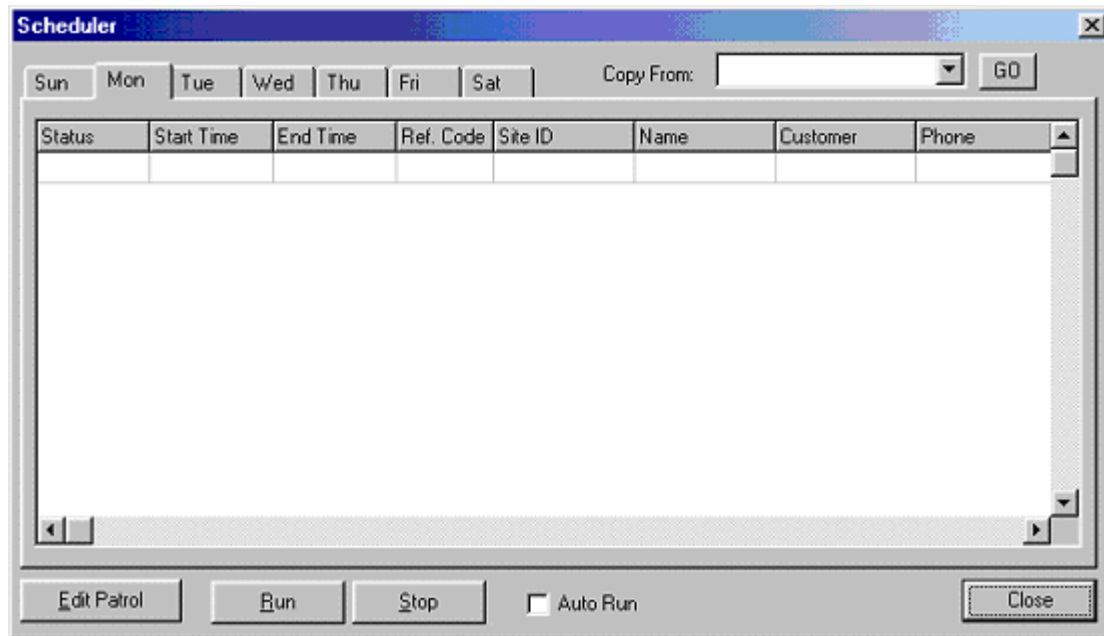 Scheduler
Sun Mon Tue Wed Thu Fri Sat Copy From: GO
Status Start Time End Time Ref. Code Site ID Name Customer Phone
Edit Patrol Run Stop Auto Run Close